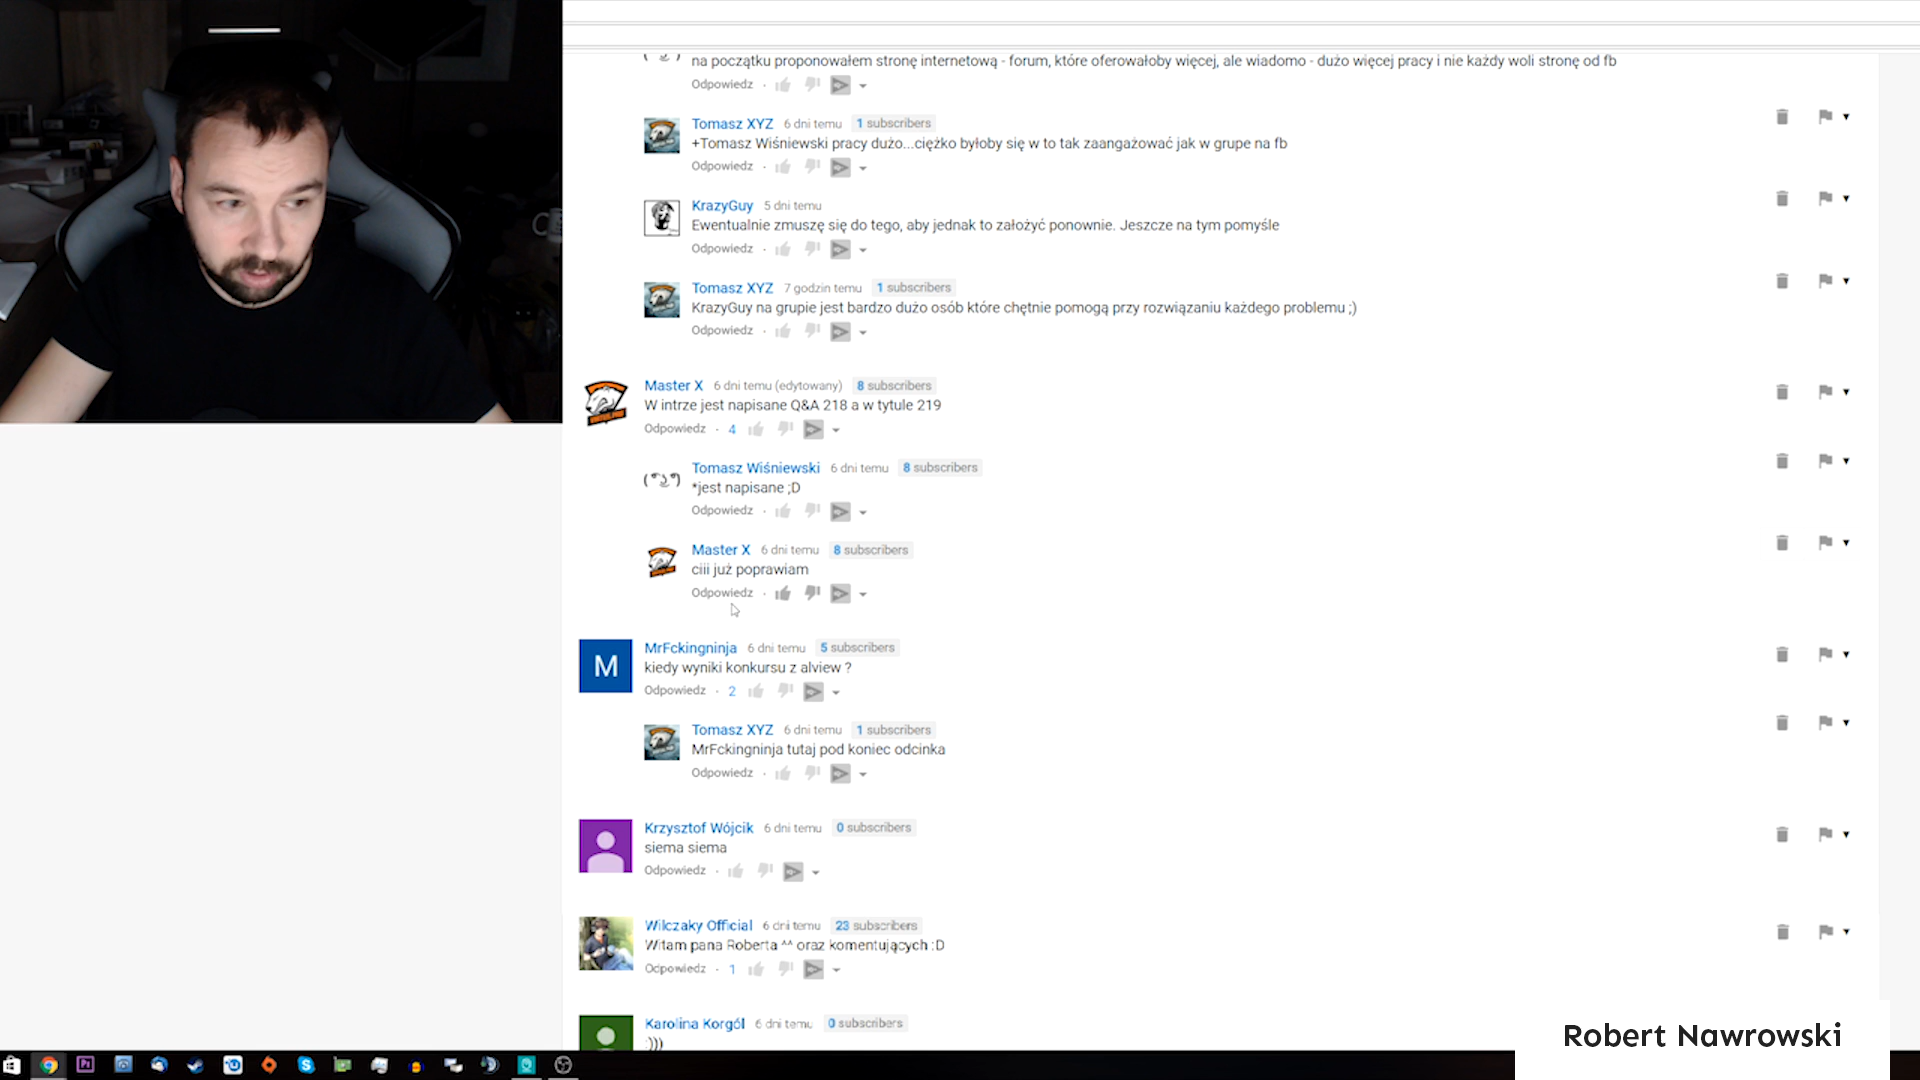 na początku proponowałem stronę internetową - forum, które oferowałoby więcej, ale wiadomo - dużo więcej pracy i nie każdy woli stronę od fb
Odpowiedz
Tomasz XYZ 6 dni temu 1 subscribers
+Tomasz Wiśniewski pracy dużo...ciężko byłoby się w to tak zaangażować jak w grupe na fb
Odpowiedz
KrazyGuy 5 dni temu
Ewentualnie zmuszę się do tego, aby jednak to założyć ponownie. Jeszcze na tym pomyśle
Odpowiedz
Tomasz XYZ 7 godzin temu 1 subscribers
KrazyGuy na grupie jest bardzo dużo osób które chętnie pomogą przy rozwiązaniu każdego problemu ;)
Odpowiedz
Master X 6 dni temu (edytowany) 8 subscribers
W intrze jest napisane Q&A 218 a w tytule 219
Odpowiedz · 4
Tomasz Wiśniewski 6 dni temu 8 subscribers
*jest napisane ;D
Odpowiedz
Master X 6 dni temu 8 subscribers
ciii już poprawiam
Odpowiedz
M
MrFckingninja 6 dni temu 5 subscribers
kiedy wyniki konkursu z alview ?
Odpowiedz · 2
Tomasz XYZ 6 dni temu 1 subscribers
MrFckingninja tutaj pod koniec odcinka
Odpowiedz
Krzysztof Wójcik 6 dni temu 0 subscribers
siema siema
Odpowiedz
Wilczaky Official 6 dni temu 23 subscribers
Witam pana Roberta ^^ oraz komentujących :D
Odpowiedz · 1
Karolina Korgól 6 dni temu 0 subscribers
:)))
Robert Nawrowski